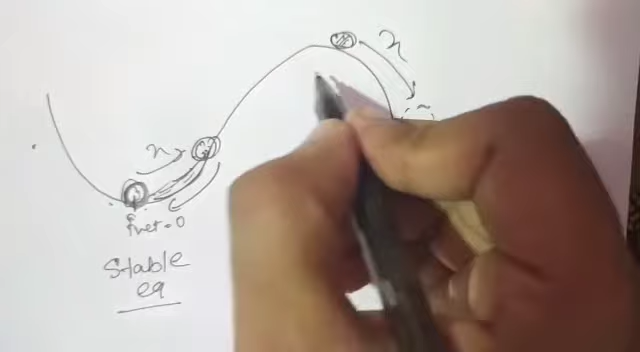 x
x
Fnet = 0
Stable
eq